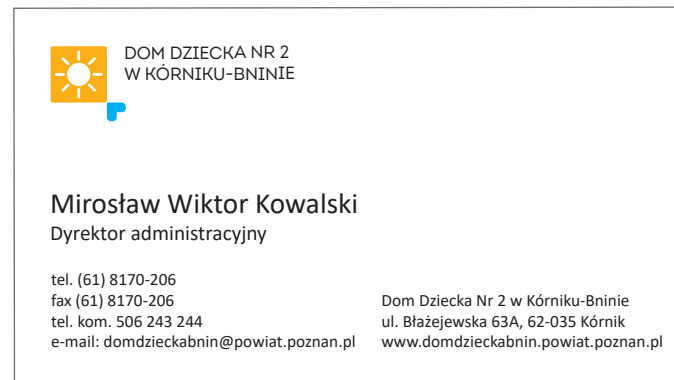 DOM DZIECKA NR 2
W KÓRNIKU-BNINIE
Mirosław Wiktor Kowalski
Dyrektor administracyjny
tel. (61) 8170-206
fax (61) 8170-206
tel. kom. 506 243 244
e-mail: domdzieckabnin@powiat.poznan.pl
Dom Dziecka Nr 2 w Kórniku-Bninie
ul. Błażejewska 63A, 62-035 Kórnik
www.domdzieckabnin.powiat.poznan.pl